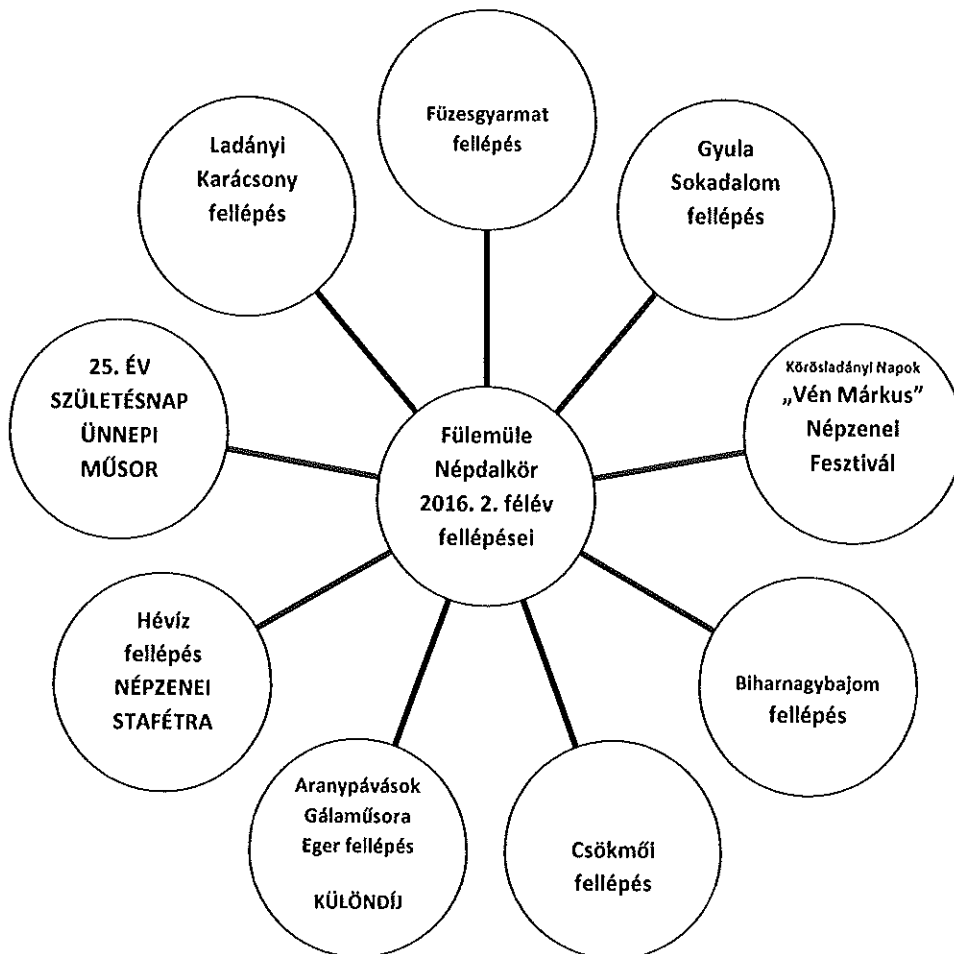 Füzesgyarmat
fellépés
Gyula
Sokadalom
fellépés
Körösladányi Napok
„Vén Márkus”
Népzenei
Fesztivál
Biharnagybajom
fellépés
Csökmői
fellépés
Aranypávások
Gálaműsora
Eger fellépés
KÜLÖNDÍJ
Hévíz
fellépés
NÉPZENEI
STAFÉTRA
25. ÉV
SZÜLETÉSNAP
ÜNNEPI
MŰSOR
Ladányi
Karácsony
fellépés
Fülemüle
Népdalkör
2016. 2. félév
fellépései